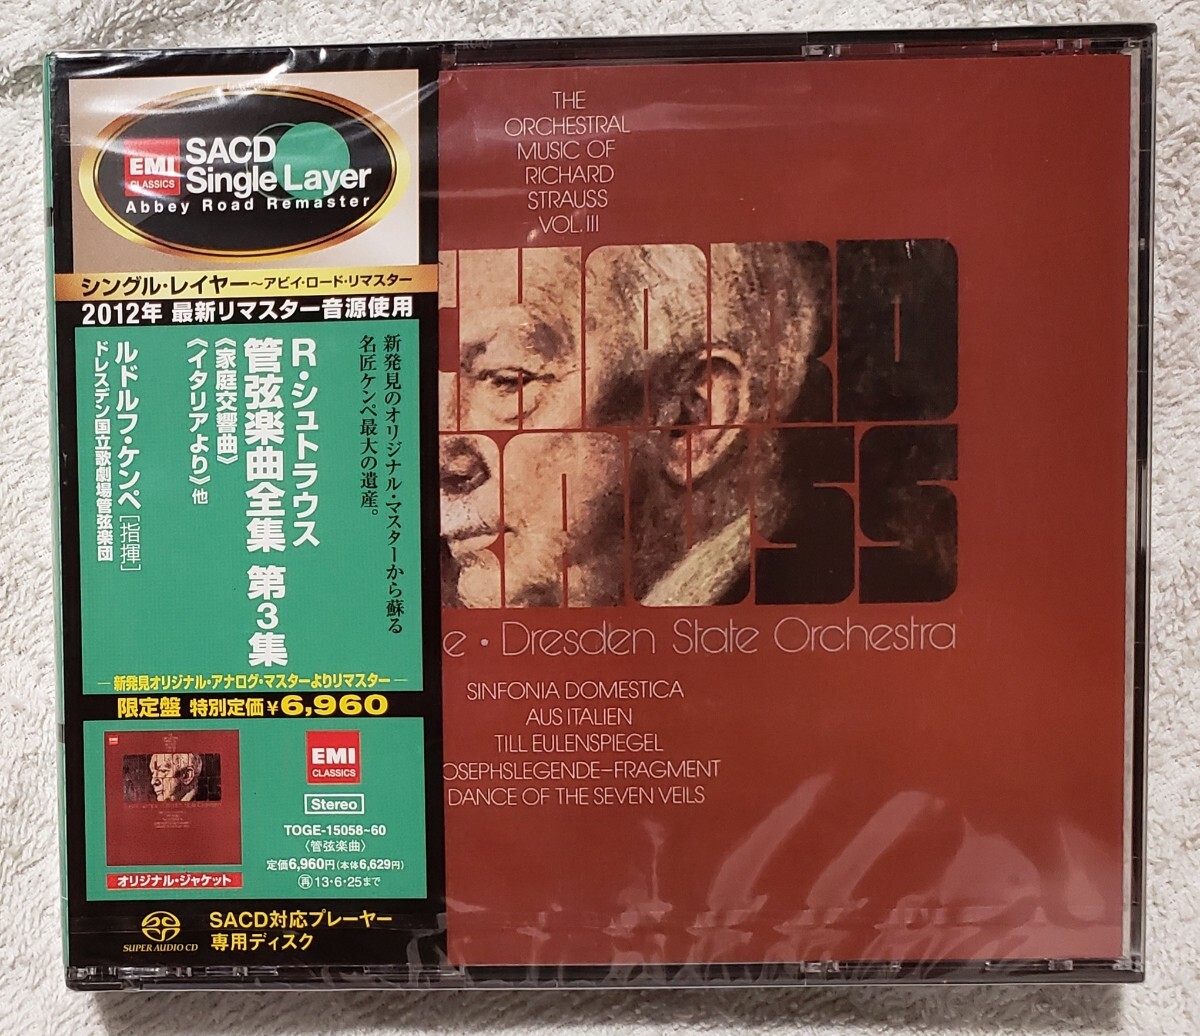 EMI
CLASSICS
SACD
Single Layer
Abbey Road Remaster
シングル・レイヤー～アビイ・ロード・リマスター
2012年 最新リマスター音源使用
新発見のオリジナル・マスターから蘇る
名匠ケンペ最大の遺産。
R・シュトラウス
管弦楽曲全集 第3集
《家庭交響曲》
《イタリアより》他
ルドルフ・ケンペ[指揮]
ドレスデン国立歌劇場管弦楽団
新発見オリジナル・アナログ・マスターよりリマスター
限定盤 特別定価¥6,960
オリジナル・ジャケット
EMI
CLASSICS
Stereo
TOGE-15058~60
〈管弦楽曲〉
定価6,960円(本体6,629円)
再13・6・25まで
SUPER AUDIO CD
SACD対応プレーヤー
専用ディスク
THE
ORCHESTRAL
MUSIC OF
RICHARD
STRAUSS
VOL. III
CHARD
RAUSS
e • Dresden State Orchestra
SINFONIA DOMESTICA
AUS ITALIEN
TILL EULENSPIEGEL
OSEPHSLEGENDE–FRAGMENT
DANCE OF THE SEVEN VEILS